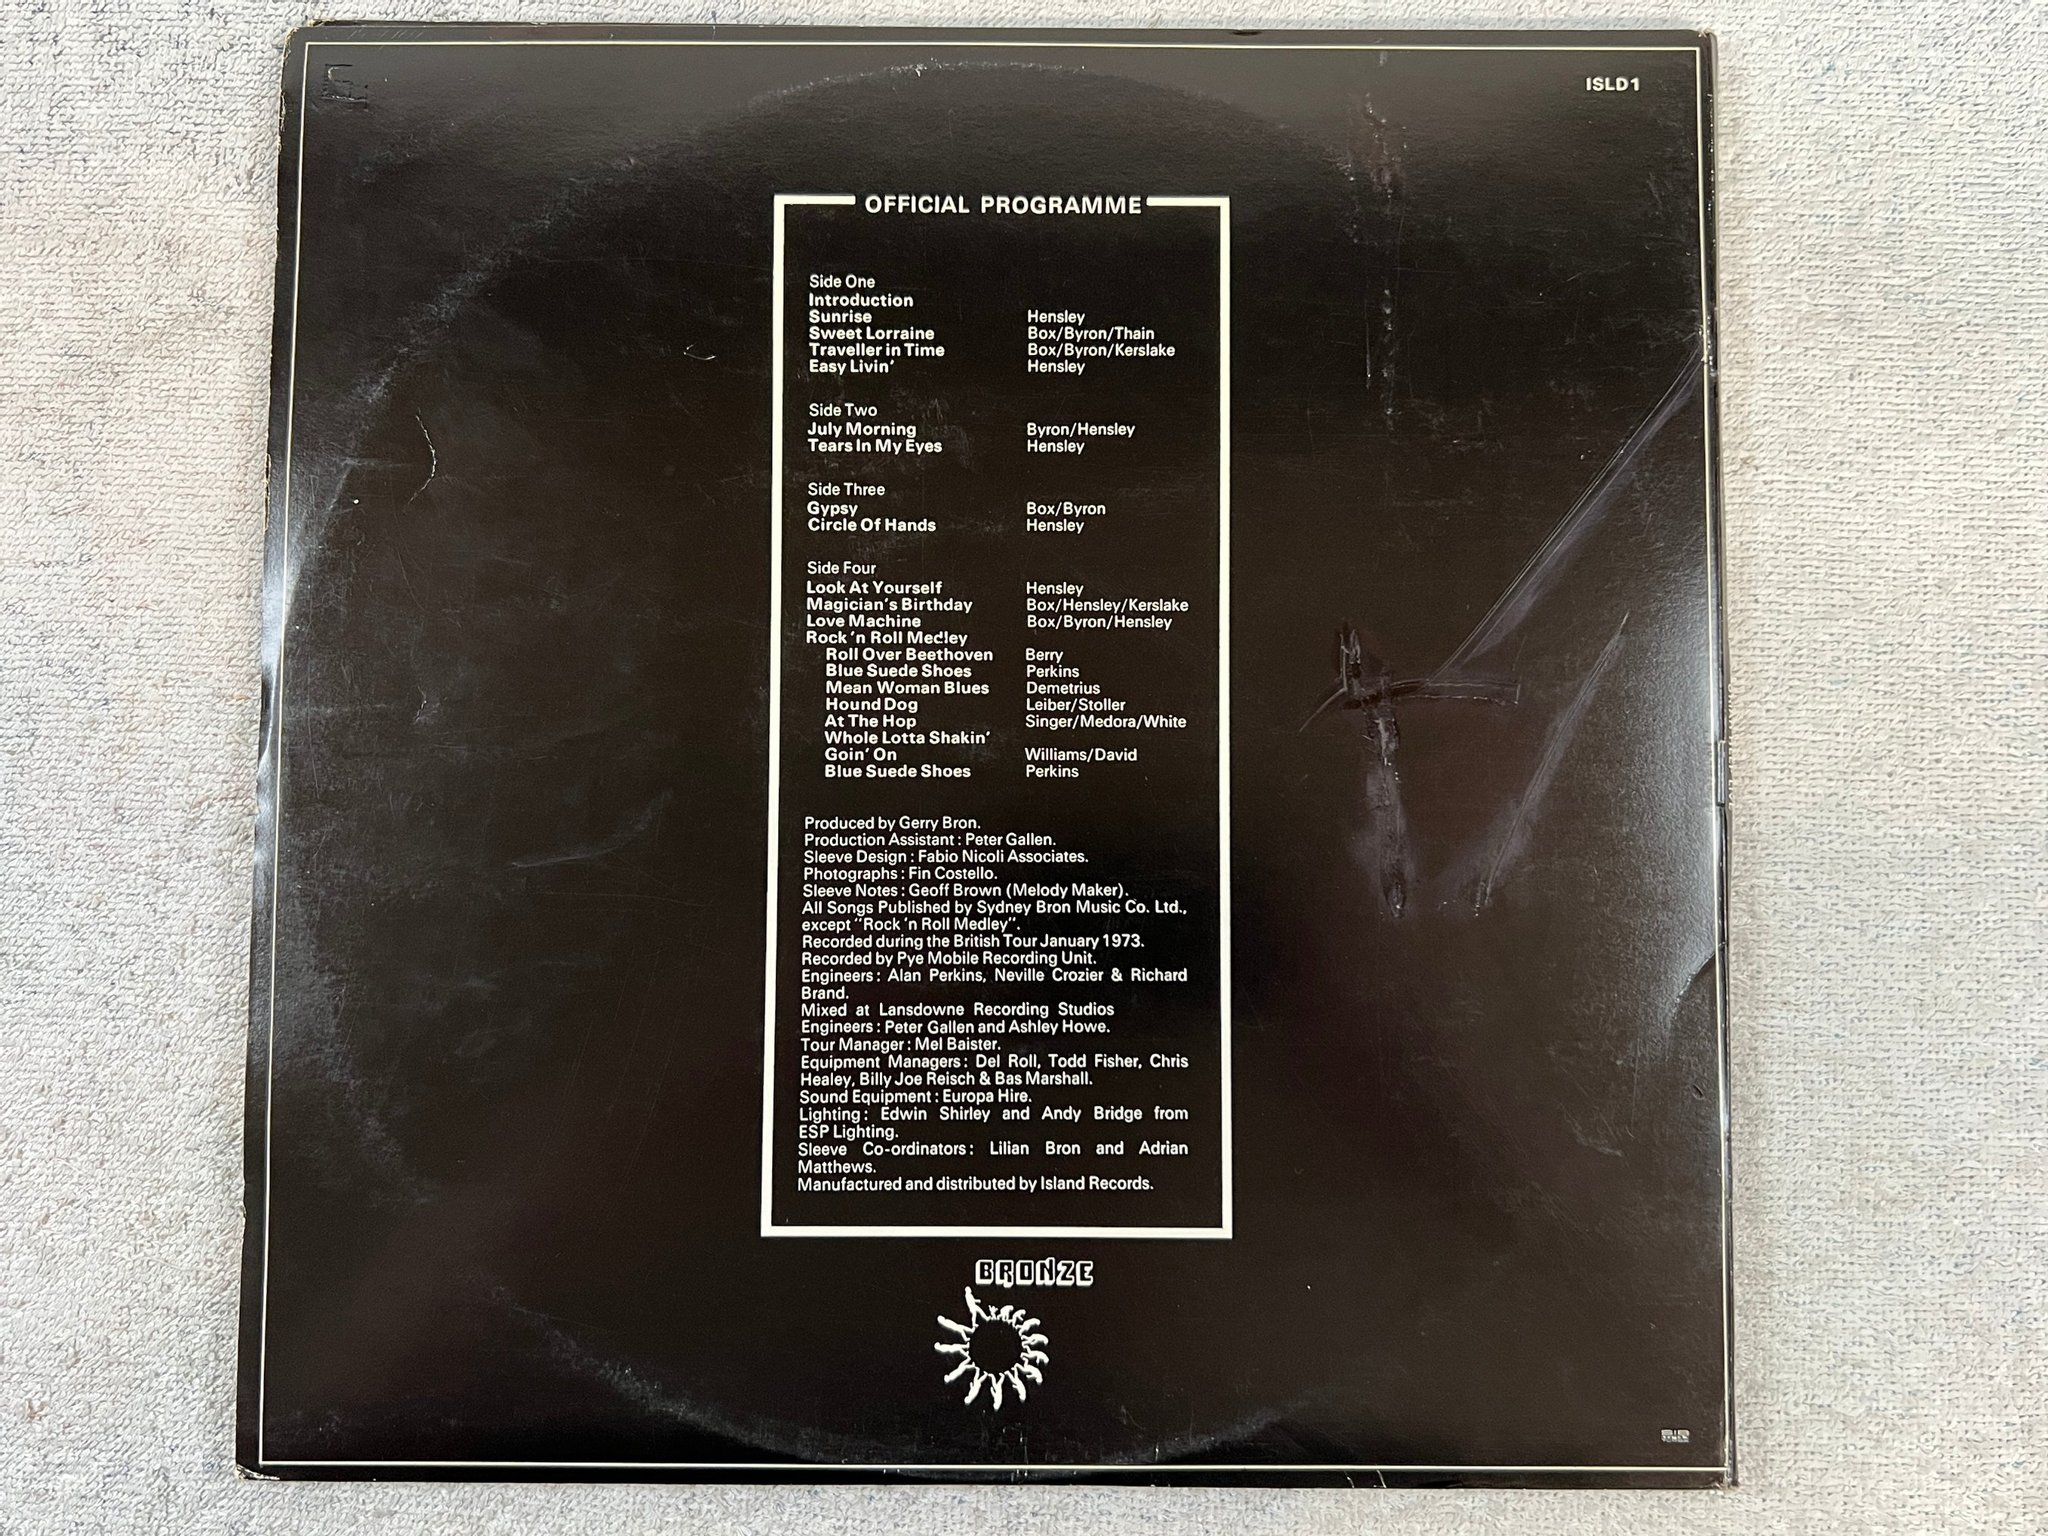 ISLD1
OFFICIAL PROGRAMME
Side One
Introduction
Sunrise Hensley
Sweet Lorraine Box/Byron/Thain
Traveller in Time Box/Byron/Kerslake
Easy Livin' Hensley
Side Two
July Morning Byron/Hensley
Tears In My Eyes Hensley
Side Three
Gypsy Box/Byron
Circle Of Hands Hensley
Side Four
Look At Yourself Hensley
Magician's Birthday Box/Hensley/Kerslake
Love Machine Box/Byron/Hensley
Rock 'n Roll Medley
Roll Over Beethoven Berry
Blue Suede Shoes Perkins
Mean Woman Blues Demetrius
Hound Dog Leiber/Stoller
At The Hop Singer/Medora/White
Whole Lotta Shakin'
Goin' On Williams/David
Blue Suede Shoes Perkins
Produced by Gerry Bron.
Production Assistant : Peter Gallen.
Sleeve Design : Fabio Nicoli Associates.
Photographs : Fin Costello.
Sleeve Notes : Geoff Brown (Melody Maker).
All Songs Published by Sydney Bron Music Co. Ltd.,
except "Rock 'n Roll Medley".
Recorded during the British Tour January 1973.
Recorded by Pye Mobile Recording Unit.
Engineers : Alan Perkins, Neville Crozier & Richard
Brand.
Mixed at Lansdowne Recording Studios
Engineers : Peter Gallen and Ashley Howe.
Tour Manager : Mel Baister.
Equipment Managers : Del Roll, Todd Fisher, Chris
Healey, Billy Joe Reisch & Bas Marshall.
Sound Equipment : Europa Hire.
Lighting : Edwin Shirley and Andy Bridge from
ESP Lighting.
Sleeve Co-ordinators : Lilian Bron and Adrian
Matthews.
Manufactured and distributed by Island Records.
BRONZE